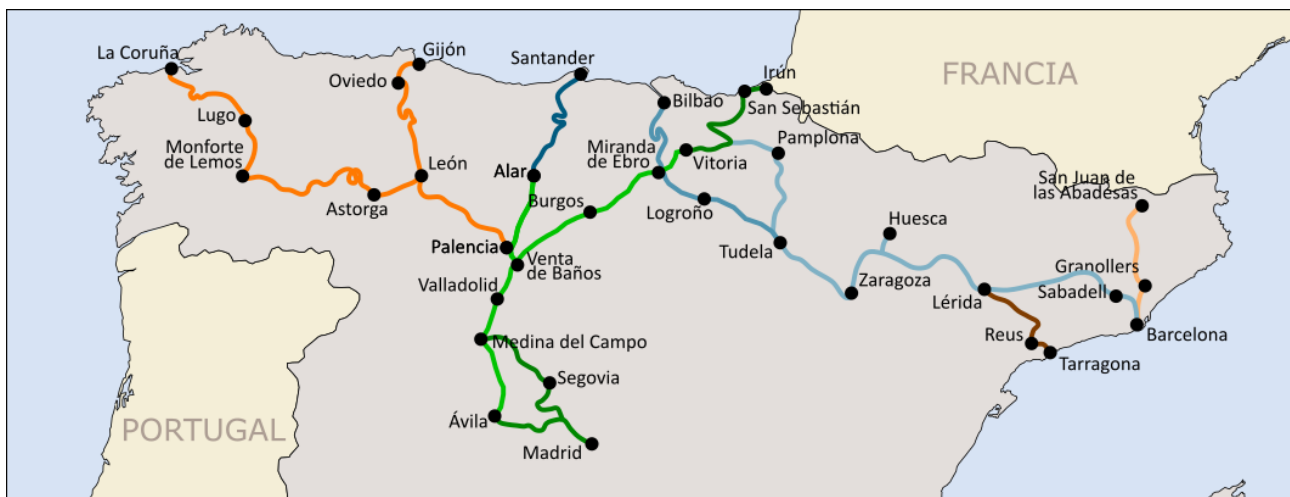 La Coruña
Gijón
Santander
Irún
FRANCIA
Oviedo
Bilbao
San Sebastián
Lugo
Pamplona
Monforte
de Lemos
León
Miranda
de Ebro
Vitoria
Alar
San Juan de
las Abadesas
Astorga
Burgos
Logroño
Huesca
Palencia
Venta
de Baños
Tudela
Granollers
Valladolid
Zaragoza
Lérida
Sabadell
Medina del Campo
Reus
Barcelona
Tarragona
Segovia
PORTUGAL
Ávila
Madrid